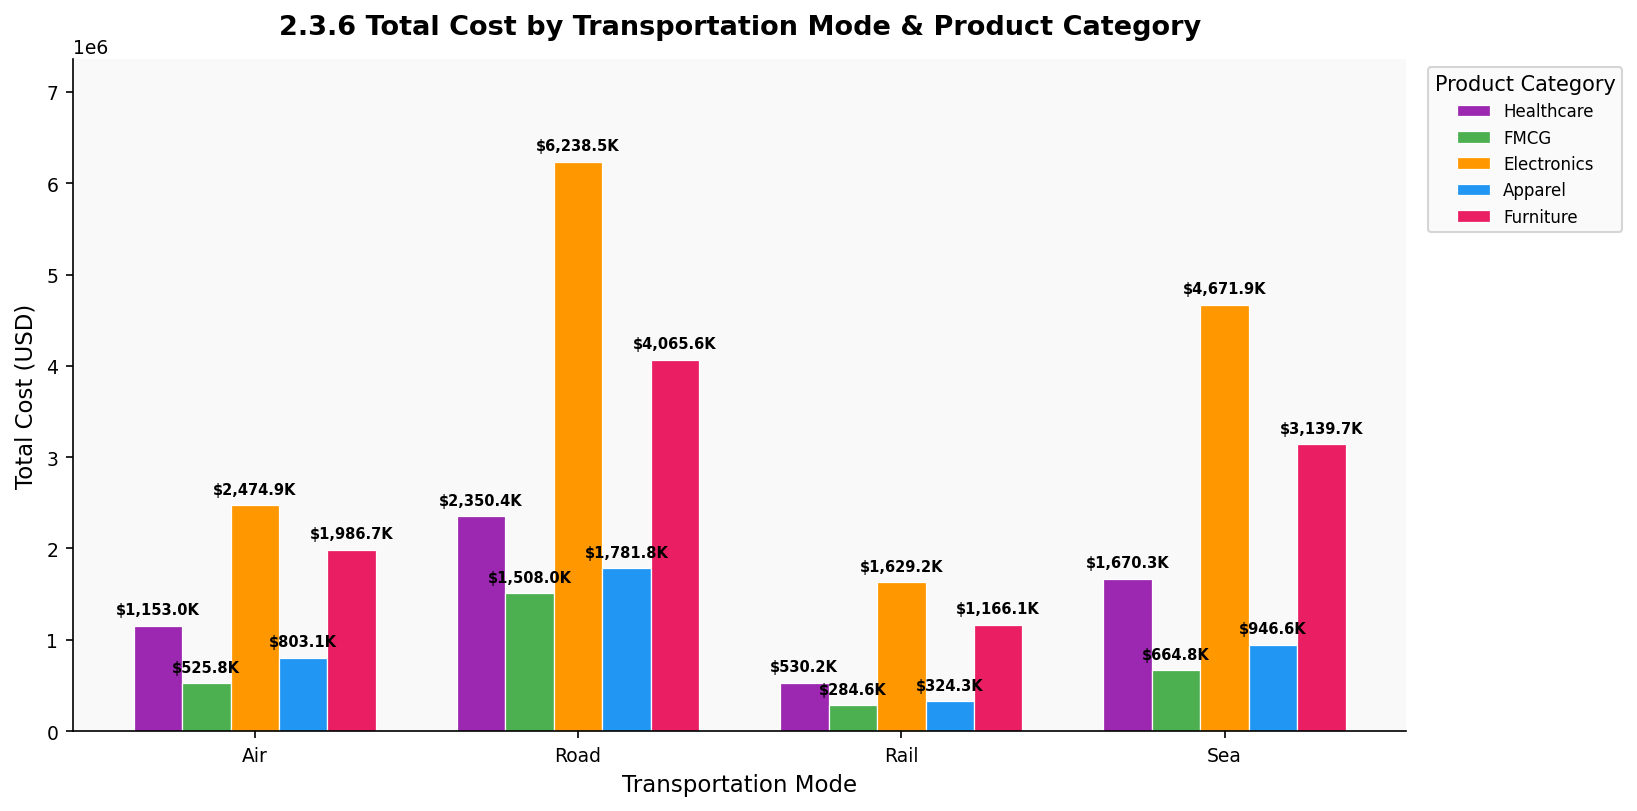 2.3.6 Total Cost by Transportation Mode & Product Category
1e6
Total Cost (USD)
7
6
5
4
3
2
1
0
$1,153.0K
$525.8K
$2,474.9K
$803.1K
$1,986.7K
$2,350.4K
$1,508.0K
$6,238.5K
$1,781.8K
$4,065.6K
$530.2K
$284.6K
$1,629.2K
$324.3K
$1,166.1K
$1,670.3K
$664.8K
$4,671.9K
$946.6K
$3,139.7K
Air
Road
Rail
Sea
Transportation Mode
Product Category
Healthcare
FMCG
Electronics
Apparel
Furniture